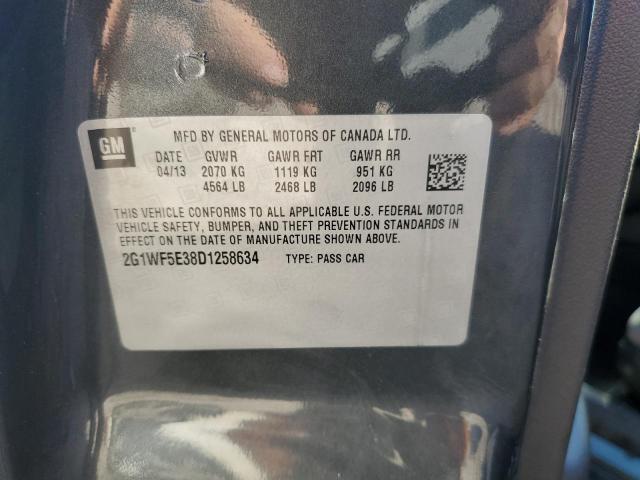 GM
MFD BY GENERAL MOTORS OF CANADA LTD.
DATE GVWR GAWR FRT GAWR RR
04/13 2070 KG 1119 KG 951 KG
4564 LB 2468 LB 2096 LB
THIS VEHICLE CONFORMS TO ALL APPLICABLE U.S. FEDERAL MOTOR
VEHICLE SAFETY, BUMPER, AND THEFT PREVENTION STANDARDS IN
EFFECT ON THE DATE OF MANUFACTURE SHOWN ABOVE.
2G1WF5E38D1258634 TYPE: PASS CAR